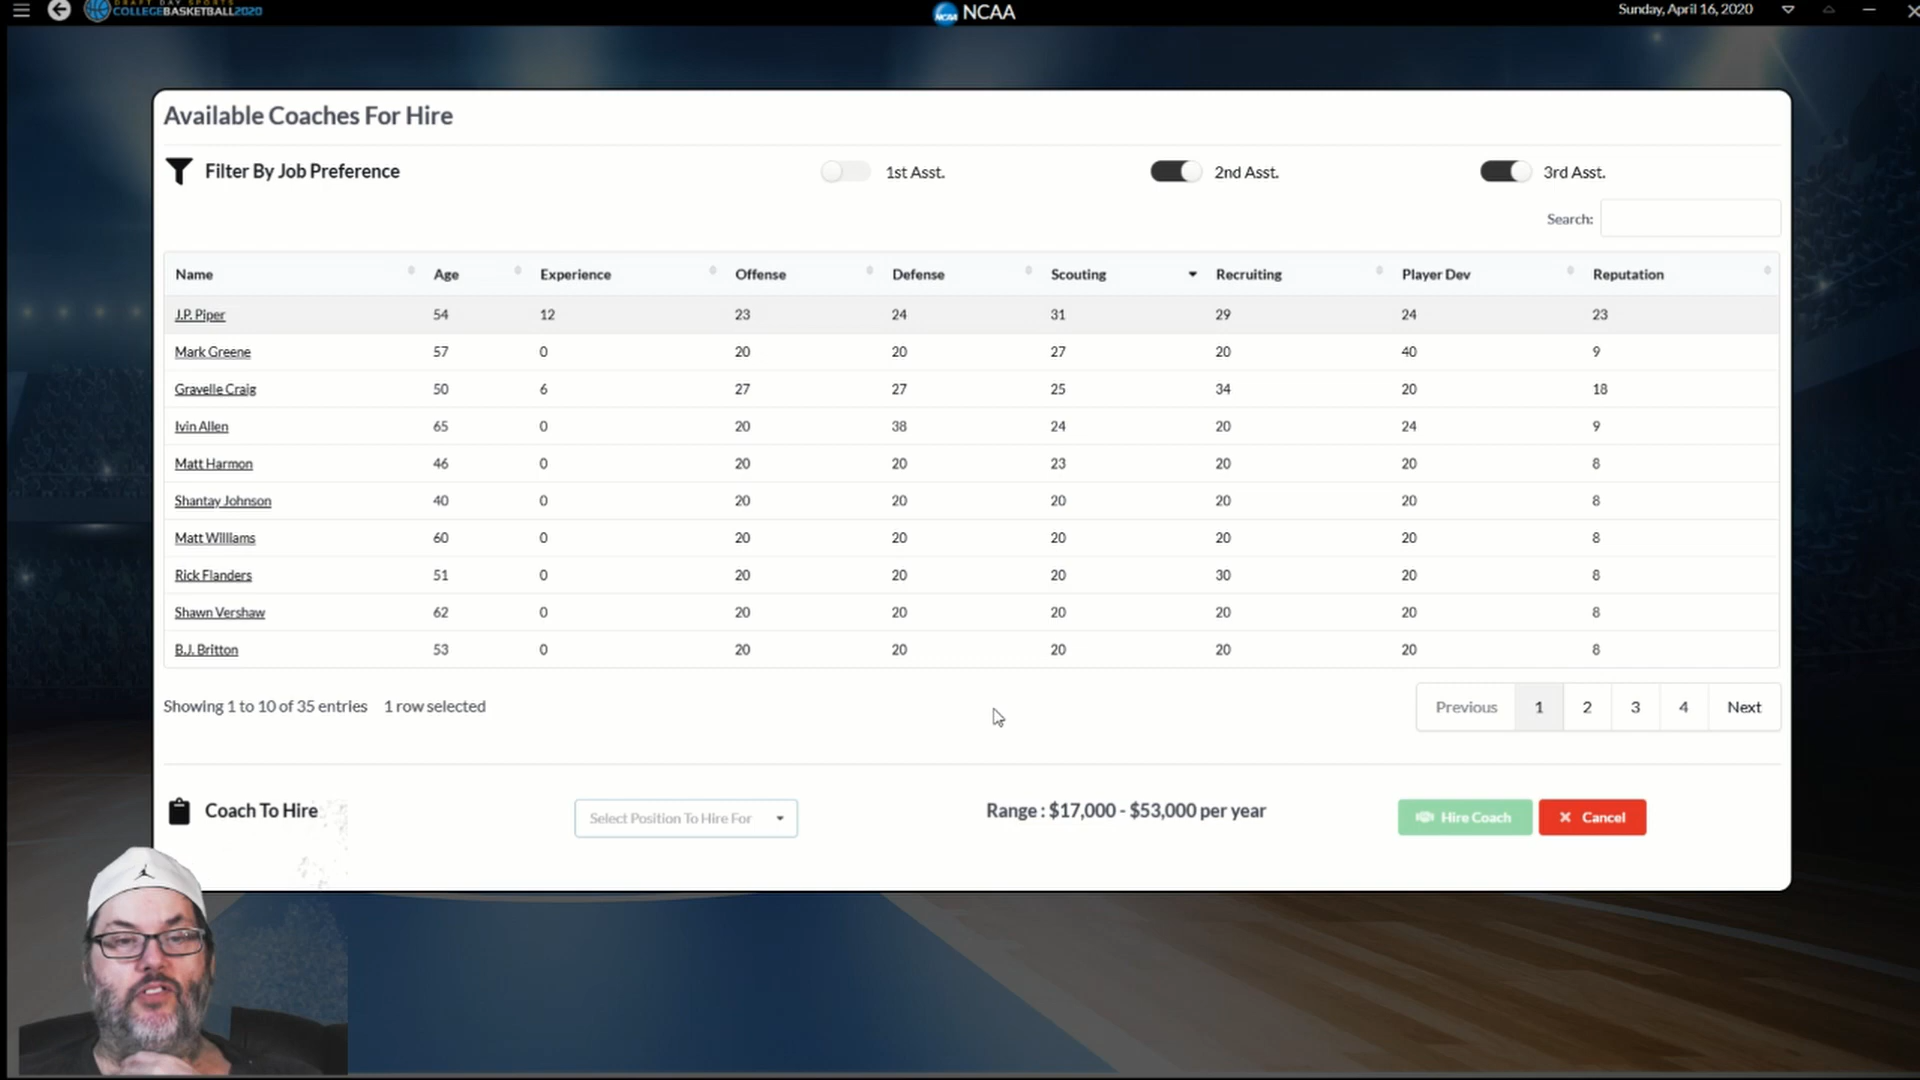 DRAFT DAY SPORTS
COLLEGEBASKETBALL2020
NCAA NCAA
Sunday, April 16, 2020
Available Coaches For Hire
Filter By Job Preference 1st Asst. 2nd Asst. 3rd Asst.
Search:
Name Age Experience Offense Defense Scouting Recruiting Player Dev Reputation
J.P. Piper 54 12 23 24 31 29 24 23
Mark Greene 57 0 20 20 27 20 40 9
Gravelle Craig 50 6 27 27 25 34 20 18
Ivin Allen 65 0 20 38 24 20 24 9
Matt Harmon 46 0 20 20 23 20 20 8
Shantay Johnson 40 0 20 20 20 20 20 8
Matt Williams 60 0 20 20 20 20 20 8
Rick Flanders 51 0 20 20 20 30 20 8
Shawn Vershaw 62 0 20 20 20 20 20 8
B.J. Britton 53 0 20 20 20 20 20 8
Showing 1 to 10 of 35 entries 1 row selected
Previous 1 2 3 4 Next
Coach To Hire Select Position To Hire For Range : $17,000 - $53,000 per year Hire Coach Cancel